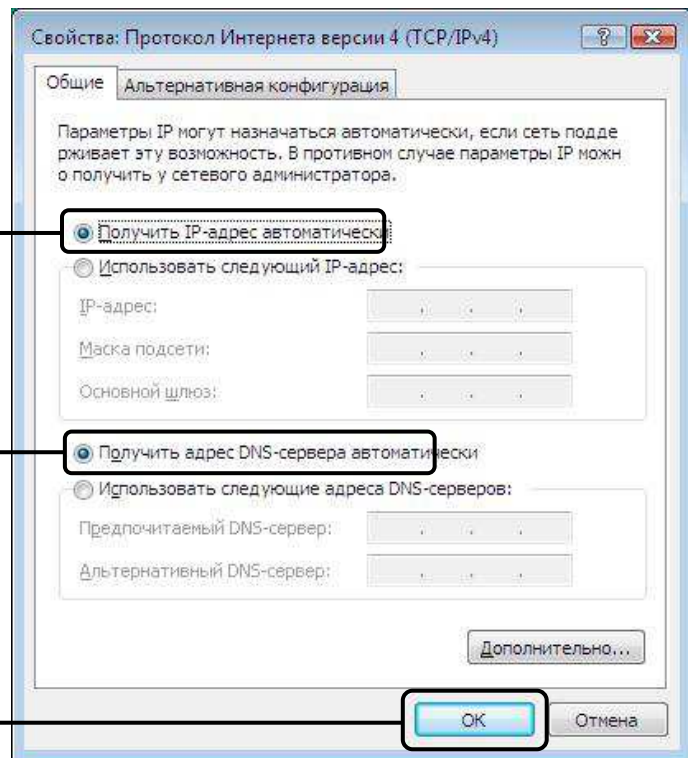 Свойства: Протокол Интернета версии 4 (TCP/IPv4)
Общие
Альтернативная конфигурация
Параметры IP могут назначаться автоматически, если сеть подде
рживает эту возможность. В противном случае параметры IP можн
о получить у сетевого администратора.
Получить IP-адрес автоматически
Использовать следующий IP-адрес:
IP-адрес:
Маска подсети:
Основной шлюз:
Получить адрес DNS-сервера автоматически
Использовать следующие адреса DNS-серверов:
Предпочитаемый DNS-сервер:
Альтернативный DNS-сервер:
Дополнительно...
OK
Отмена